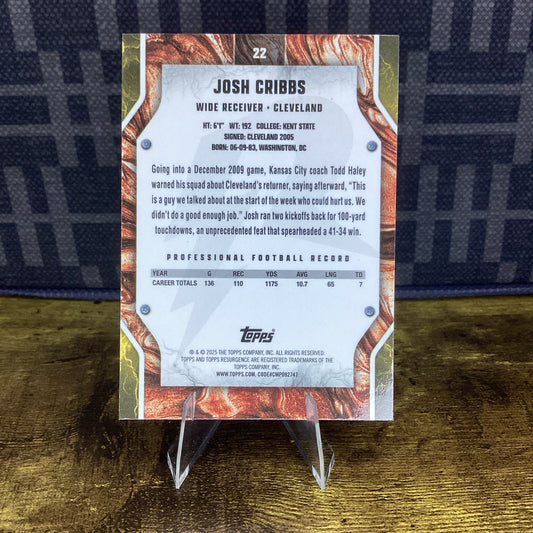 22
JOSH CRIBBS
WIDE RECEIVER • CLEVELAND
HT: 6'1" WT: 192 COLLEGE: KENT STATE
SIGNED: CLEVELAND 2005
BORN: 06-09-83, WASHINGTON, DC
Going into a December 2009 game, Kansas City coach Todd Haley
warned his squad about Cleveland's returner, saying afterward, "This
is a guy we talked about at the start of the week who could hurt us. We
didn't do a good enough job." Josh ran two kickoffs back for 100-yard
touchdowns, an unprecedented feat that spearheaded a 41-34 win.
PROFESSIONAL FOOTBALL RECORD
YEAR G REC YDS AVG LNG TD
CAREER TOTALS 136 110 1175 10.7 65 7
Topps
® & © 2025 THE TOPPS COMPANY, INC. ALL RIGHTS RESERVED.
TOPPS AND TOPPS RESURGENCE ARE REGISTERED TRADEMARKS OF THE
TOPPS COMPANY, INC.
WWW.TOPPS.COM. CODE#CMP092747